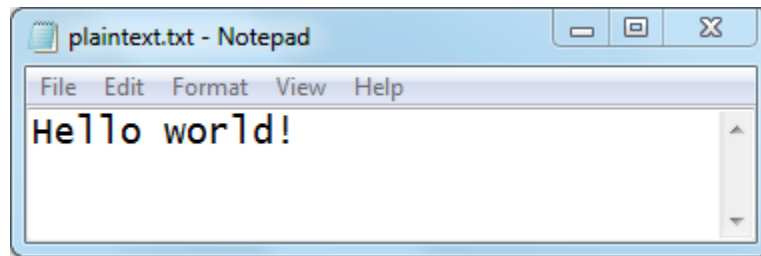 plaintext.txt - Notepad
File Edit Format View Help
Hello world!